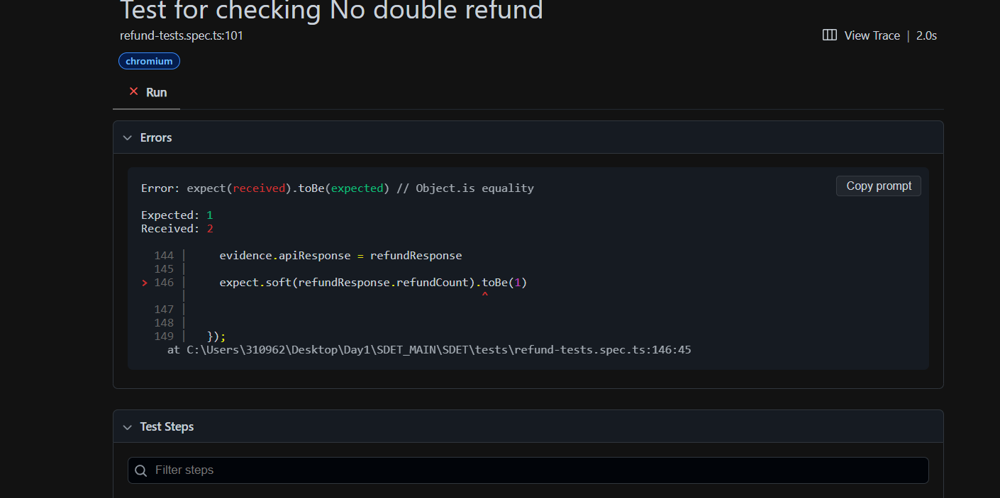 Test for checking No double refund
refund-tests.spec.ts:101
View Trace | 2.0s
chromium
✕ Run
Errors
Copy prompt
Error: expect(received).toBe(expected) // Object.is equality
Expected: 1
Received: 2
144 |     evidence.apiResponse = refundResponse
145 |
> 146 |     expect.soft(refundResponse.refundCount).toBe(1)
|                                             ^
147 |
148 |
149 |   });
at C:\Users\310962\Desktop\Day1\SDET_MAIN\SDET\tests\refund-tests.spec.ts:146:45
Test Steps
Filter steps